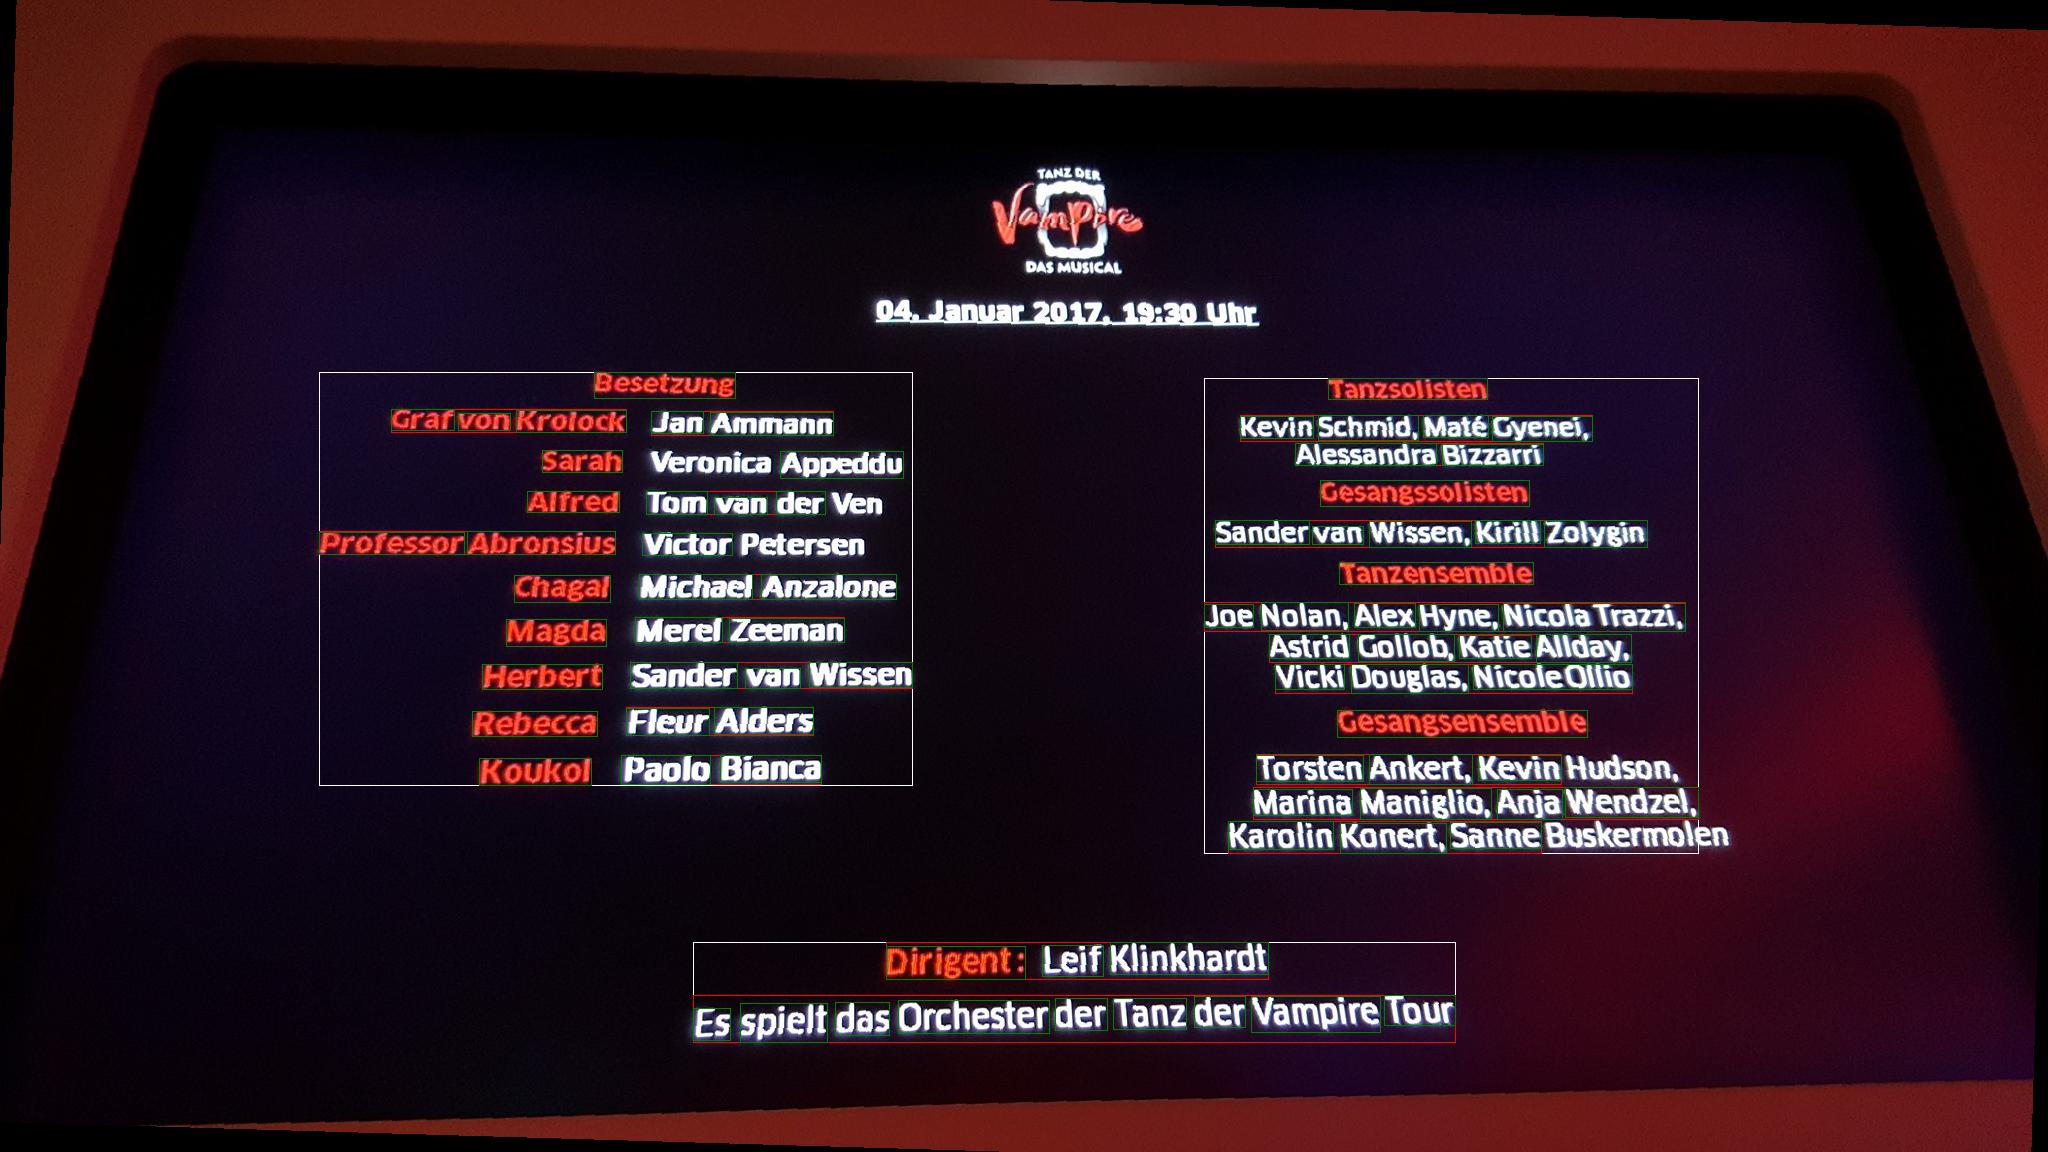 TANZ DER
Vampire
DAS MUSICAL
04. Januar 2017, 19:30 Uhr
Besetzung
Graf von Krolock Jan Ammann
Sarah Veronica Appeddu
Alfred Tom van der Ven
Professor Abronsius Victor Petersen
Chagal Michael Anzalone
Magda Merel Zeeman
Herbert Sander van Wissen
Rebecca Fleur Alders
Koukol Paolo Bianca
Tanzsolisten
Kevin Schmid, Maté Gyenei,
Alessandra Bizzarri
Gesangssolisten
Sander van Wissen, Kirill Zolygin
Tanzensemble
Joe Nolan, Alex Hyne, Nicola Trazzi,
Astrid Gollob, Katie Allday,
Vicki Douglas, Nicole Ollio
Gesangsensemble
Torsten Ankert, Kevin Hudson,
Marina Maniglio, Anja Wendzel,
Karolin Konert, Sanne Buskermolen
Dirigent: Leif Klinkhardt
Es spielt das Orchester der Tanz der Vampire Tour